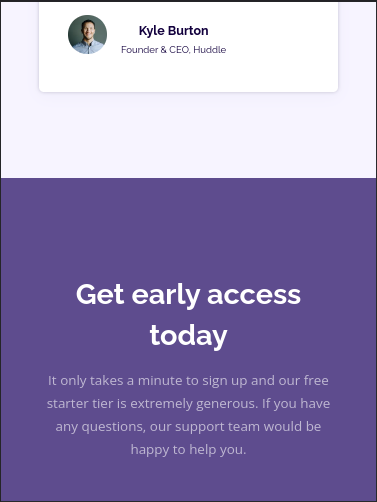 Kyle Burton
Founder & CEO, Huddle
Get early access
today
It only takes a minute to sign up and our free
starter tier is extremely generous. If you have
any questions, our support team would be
happy to help you.